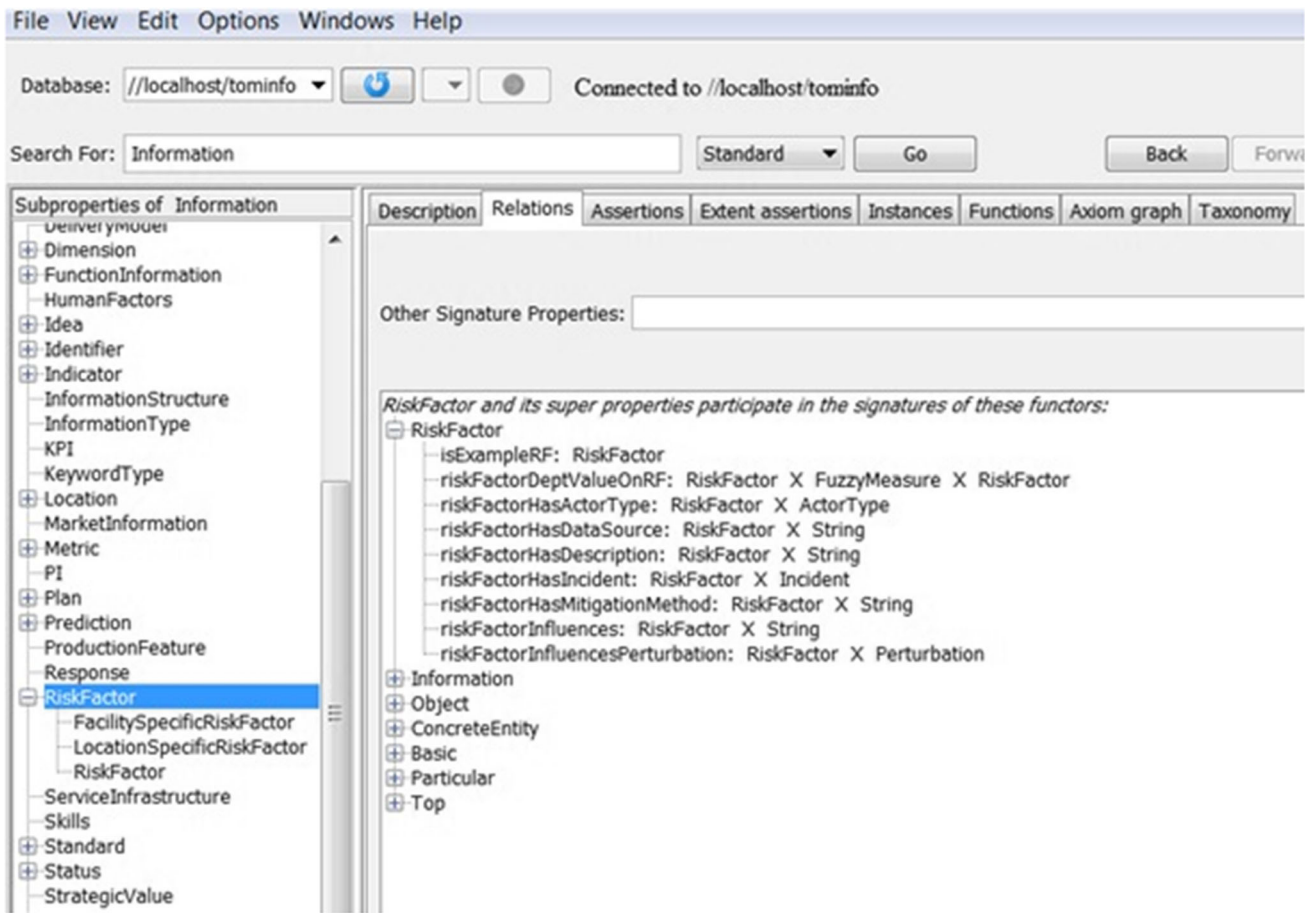 File View Edit Options Windows Help
Database: //localhost/tominfo Connected to //localhost/tominfo
Search For: Information Standard Go Back Forwa
Subproperties of Information
DeliveryModel
Dimension
FunctionInformation
HumanFactors
Idea
Identifier
Indicator
InformationStructure
InformationType
KPI
KeywordType
Location
MarketInformation
Metric
PI
Plan
Prediction
ProductionFeature
Response
RiskFactor
FacilitySpecificRiskFactor
LocationSpecificRiskFactor
RiskFactor
ServiceInfrastructure
Skills
Standard
Status
StrategicValue
Description Relations Assertions Extent assertions Instances Functions Axiom graph Taxonomy
Other Signature Properties:
RiskFactor and its super properties participate in the signatures of these functors:
RiskFactor
isExampleRF: RiskFactor
riskFactorDeptValueOnRF: RiskFactor X FuzzyMeasure X RiskFactor
riskFactorHasActorType: RiskFactor X ActorType
riskFactorHasDataSource: RiskFactor X String
riskFactorHasDescription: RiskFactor X String
riskFactorHasIncident: RiskFactor X Incident
riskFactorHasMitigationMethod: RiskFactor X String
riskFactorInfluences: RiskFactor X String
riskFactorInfluencesPerturbation: RiskFactor X Perturbation
Information
Object
ConcreteEntity
Basic
Particular
Top